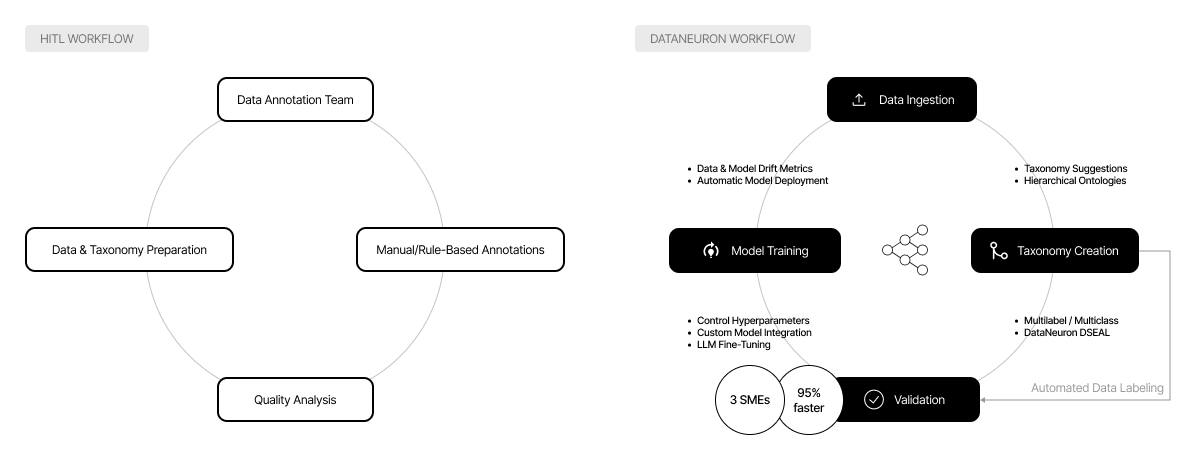 HITL WORKFLOW
Data Annotation Team
Data & Taxonomy Preparation
Manual/Rule-Based Annotations
Quality Analysis
DATANEURON WORKFLOW
Data Ingestion
• Data & Model Drift Metrics
• Automatic Model Deployment
• Taxonomy Suggestions
• Hierarchical Ontologies
Model Training
Taxonomy Creation
• Control Hyperparameters
• Custom Model Integration
• LLM Fine-Tuning
• Multilabel / Multiclass
• DataNeuron DSEAL
Automated Data Labeling
3 SMEs
95%
faster
Validation